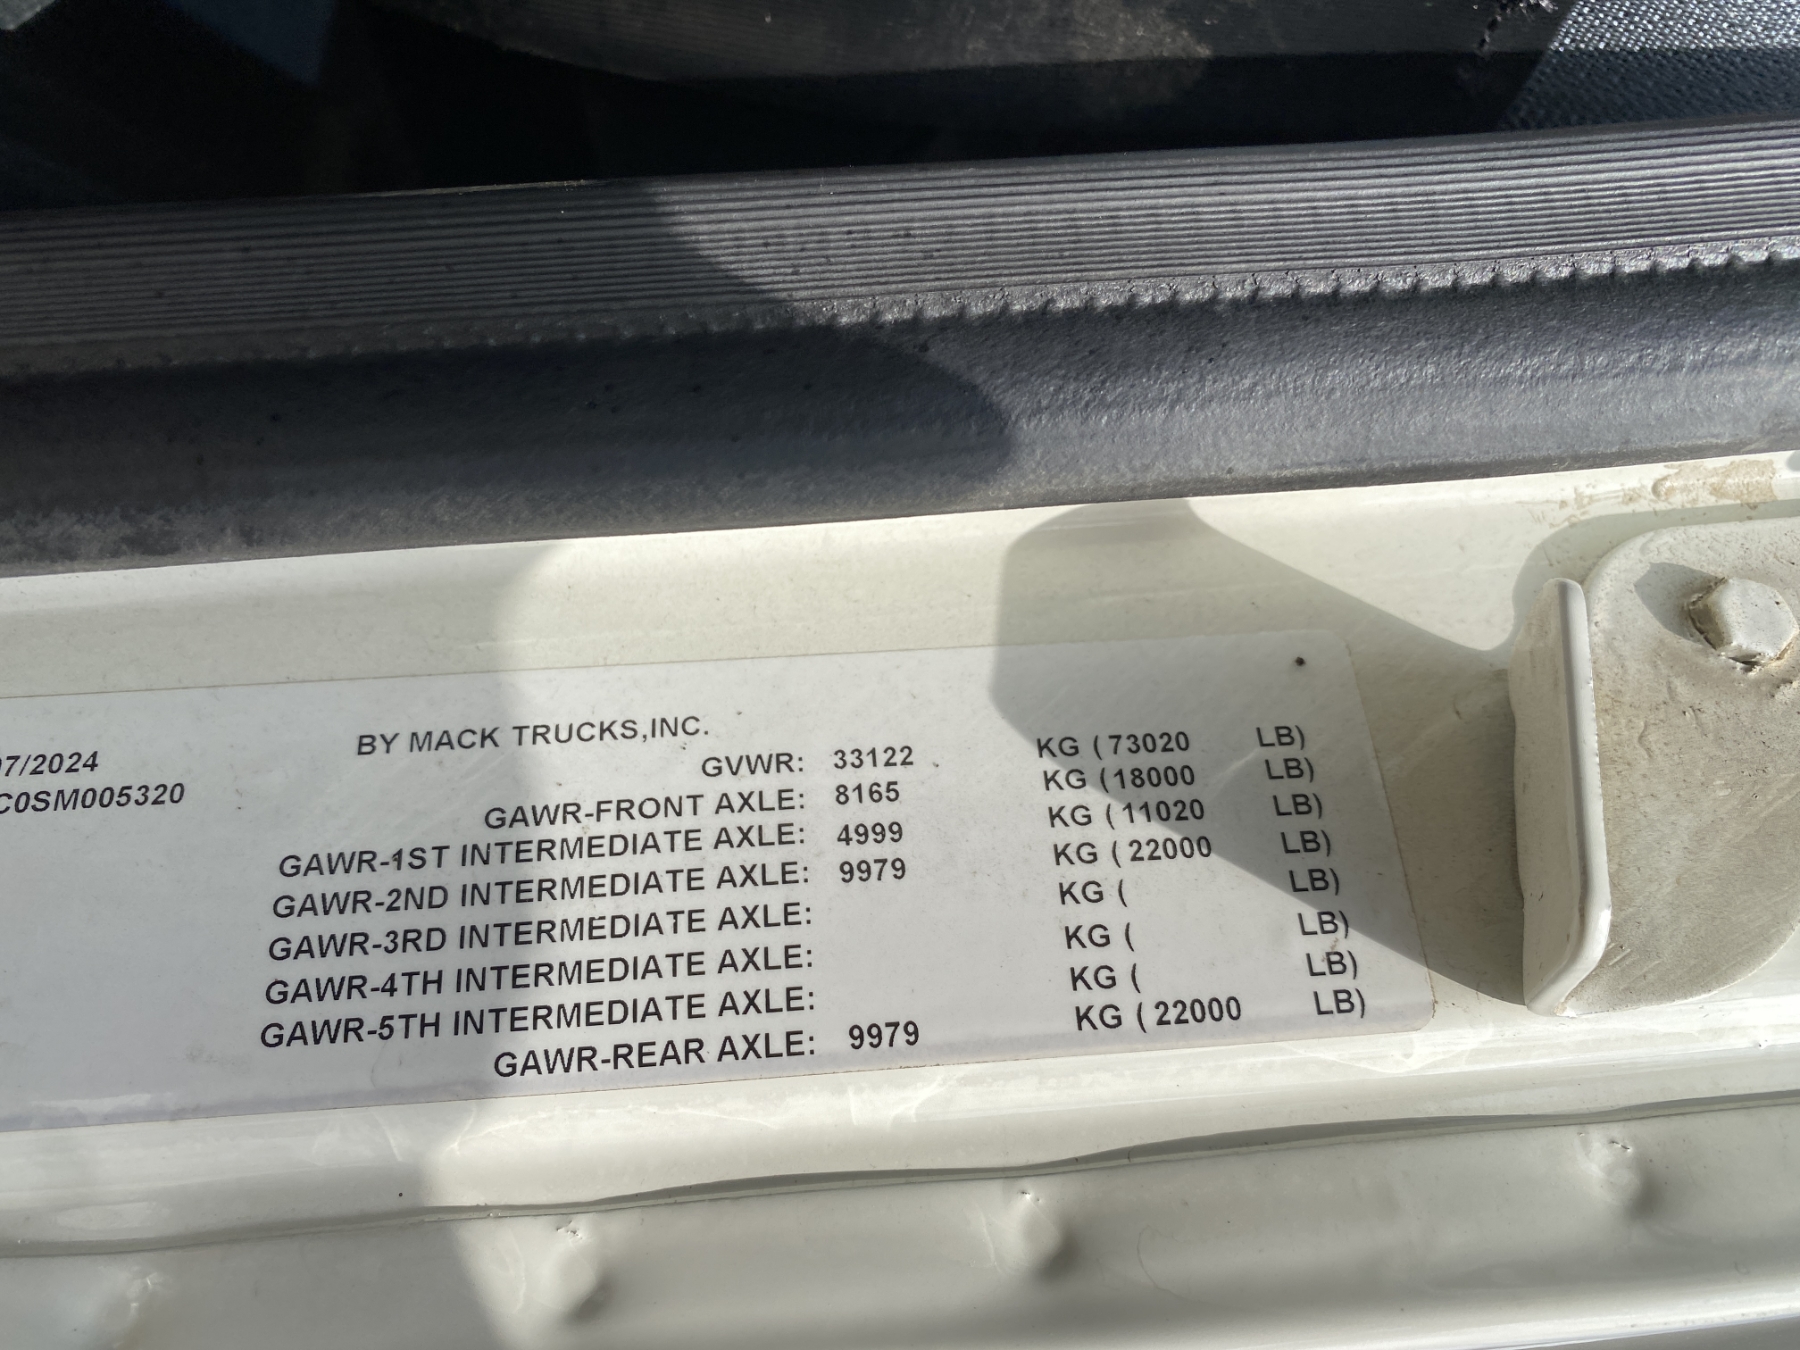 BY MACK TRUCKS,INC.
07/2024
GVWR: 33122 KG (73020 LB)
C0SM005320
GAWR-FRONT AXLE: 8165 KG (18000 LB)
GAWR-1ST INTERMEDIATE AXLE: 4999 KG (11020 LB)
GAWR-2ND INTERMEDIATE AXLE: 9979 KG (22000 LB)
GAWR-3RD INTERMEDIATE AXLE: KG ( LB)
GAWR-4TH INTERMEDIATE AXLE: KG ( LB)
GAWR-5TH INTERMEDIATE AXLE: KG ( LB)
GAWR-REAR AXLE: 9979 KG (22000 LB)